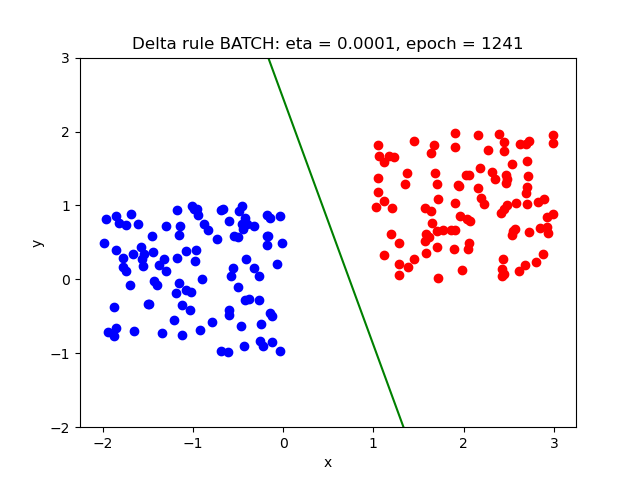 Delta rule BATCH: eta = 0.0001, epoch = 1241
3
2
1
0
−1
−2
y
−2 −1 0 1 2 3
x